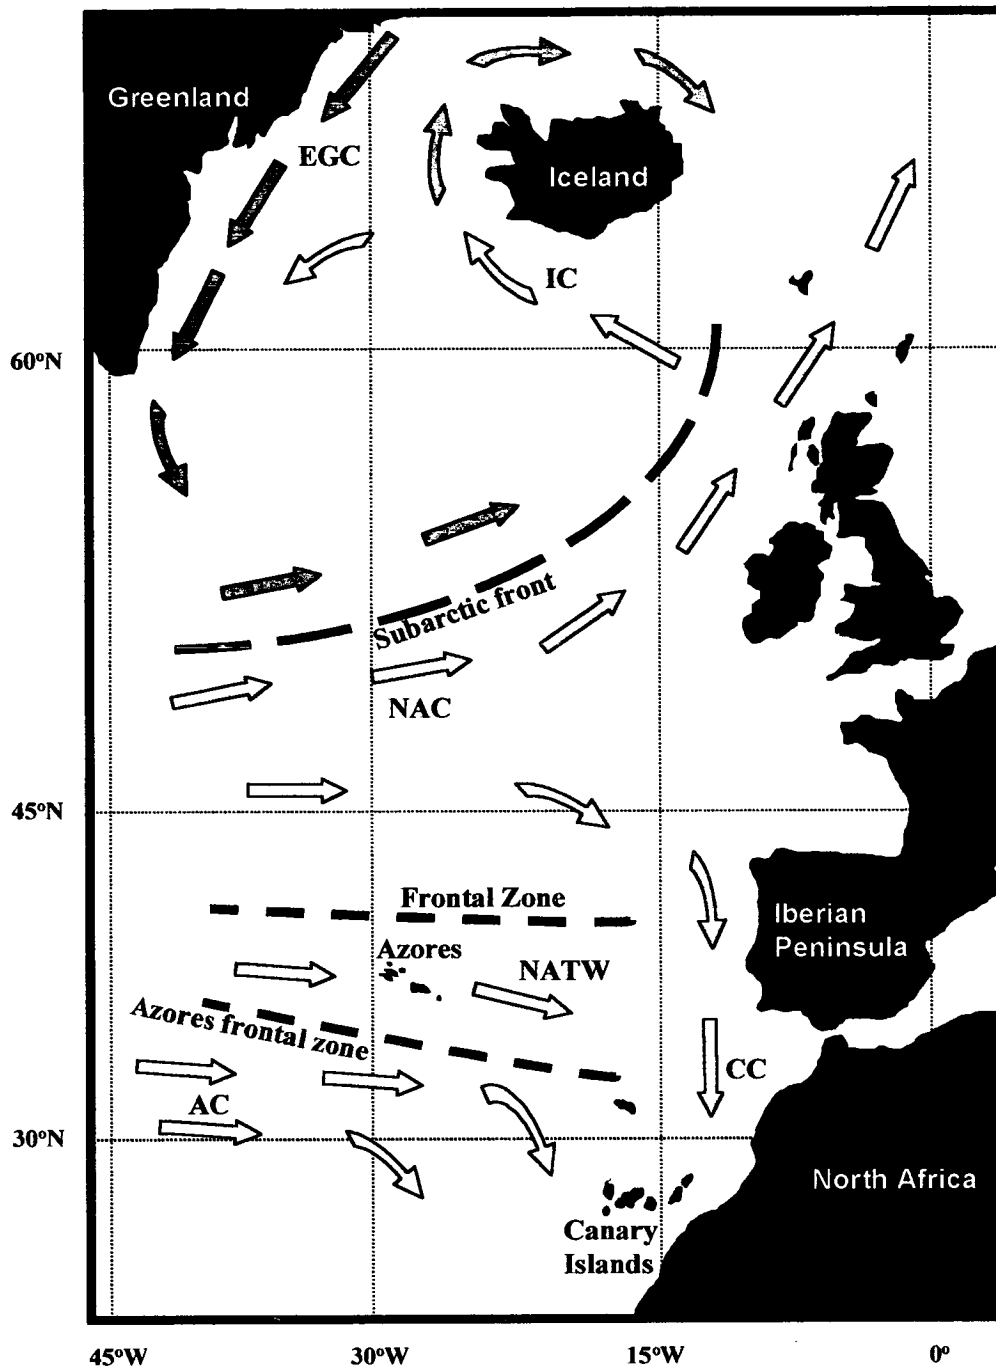 Greenland
EGC
Iceland
IC
60°N
Subarctic front
NAC
45°N
Frontal Zone
Azores
NATW
Iberian
Peninsula
Azores frontal zone
AC
CC
30°N
North Africa
Canary
Islands
45°W
30°W
15°W
0°